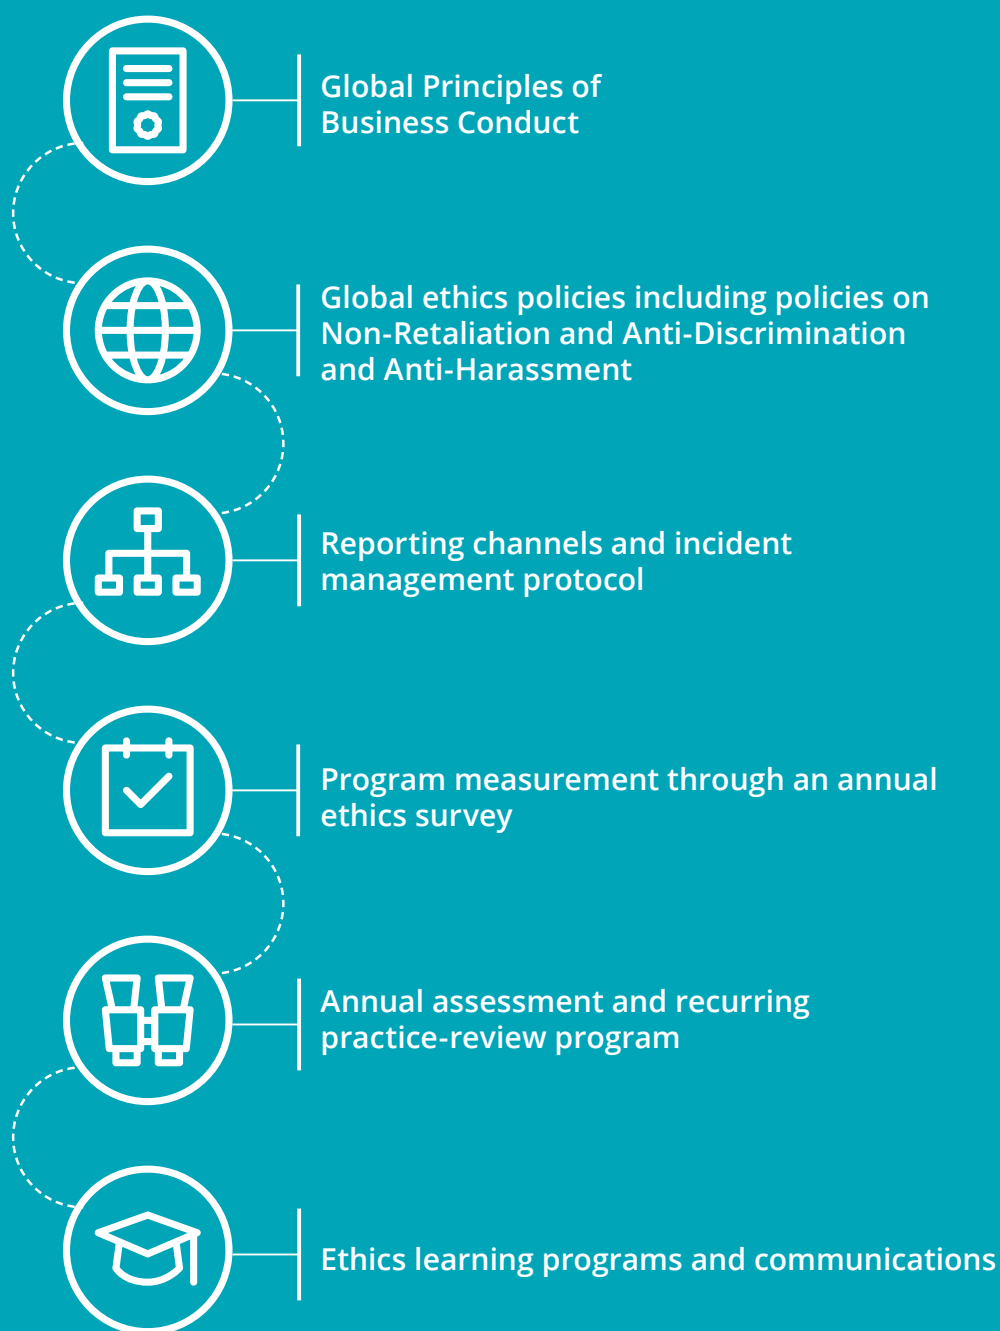 Global Principles of
Business Conduct
Global ethics policies including policies on
Non-Retaliation and Anti-Discrimination
and Anti-Harassment
Reporting channels and incident
management protocol
Program measurement through an annual
ethics survey
Annual assessment and recurring
practice-review program
Ethics learning programs and communications